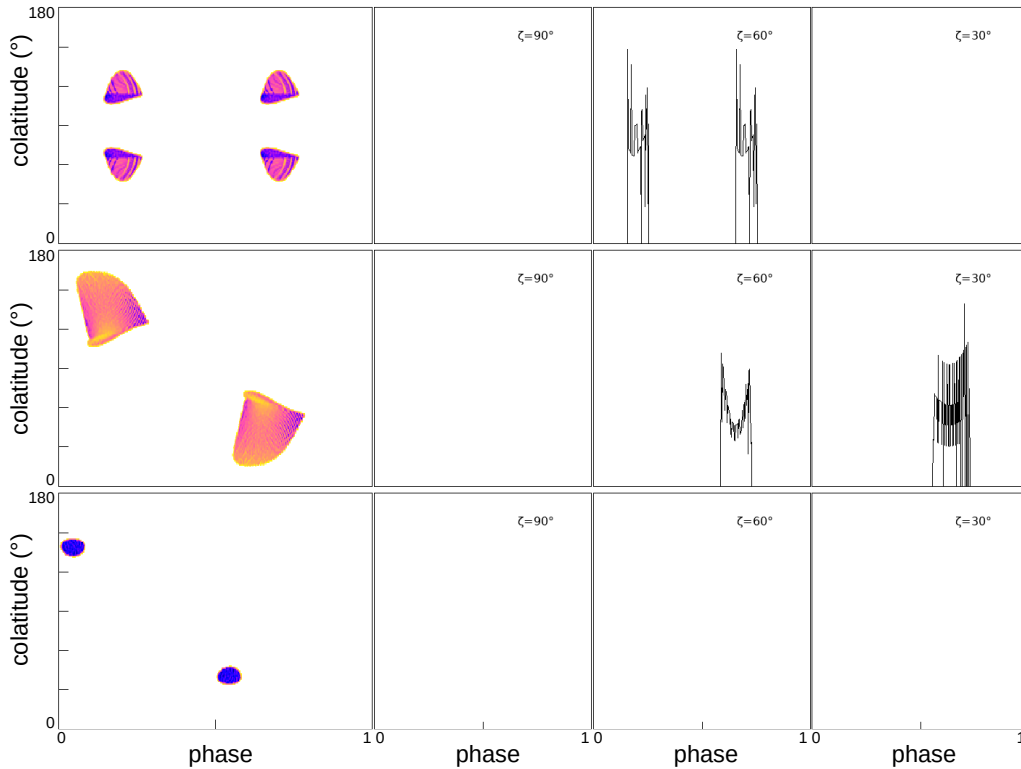 180
colatitude (°)
0
ζ=90°
ζ=60°
ζ=30°
180
colatitude (°)
0
ζ=90°
ζ=60°
ζ=30°
180
colatitude (°)
0
ζ=90°
ζ=60°
ζ=30°
0 1 0 1 0 1 0 1
phase phase phase phase